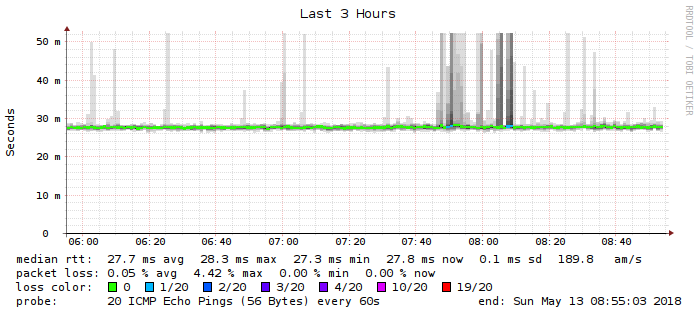 Last 3 Hours
RRDTOOL / TOBI OETIKER
Seconds
50 m
40 m
30 m
20 m
10 m
0
06:00 06:20 06:40 07:00 07:20 07:40 08:00 08:20 08:40
median rtt: 27.7 ms avg 28.3 ms max 27.3 ms min 27.8 ms now 0.1 ms sd 189.8 am/s
packet loss: 0.05 % avg 4.42 % max 0.00 % min 0.00 % now
loss color: 0 1/20 2/20 3/20 4/20 10/20 19/20
probe: 20 ICMP Echo Pings (56 Bytes) every 60s end: Sun May 13 08:55:03 2018